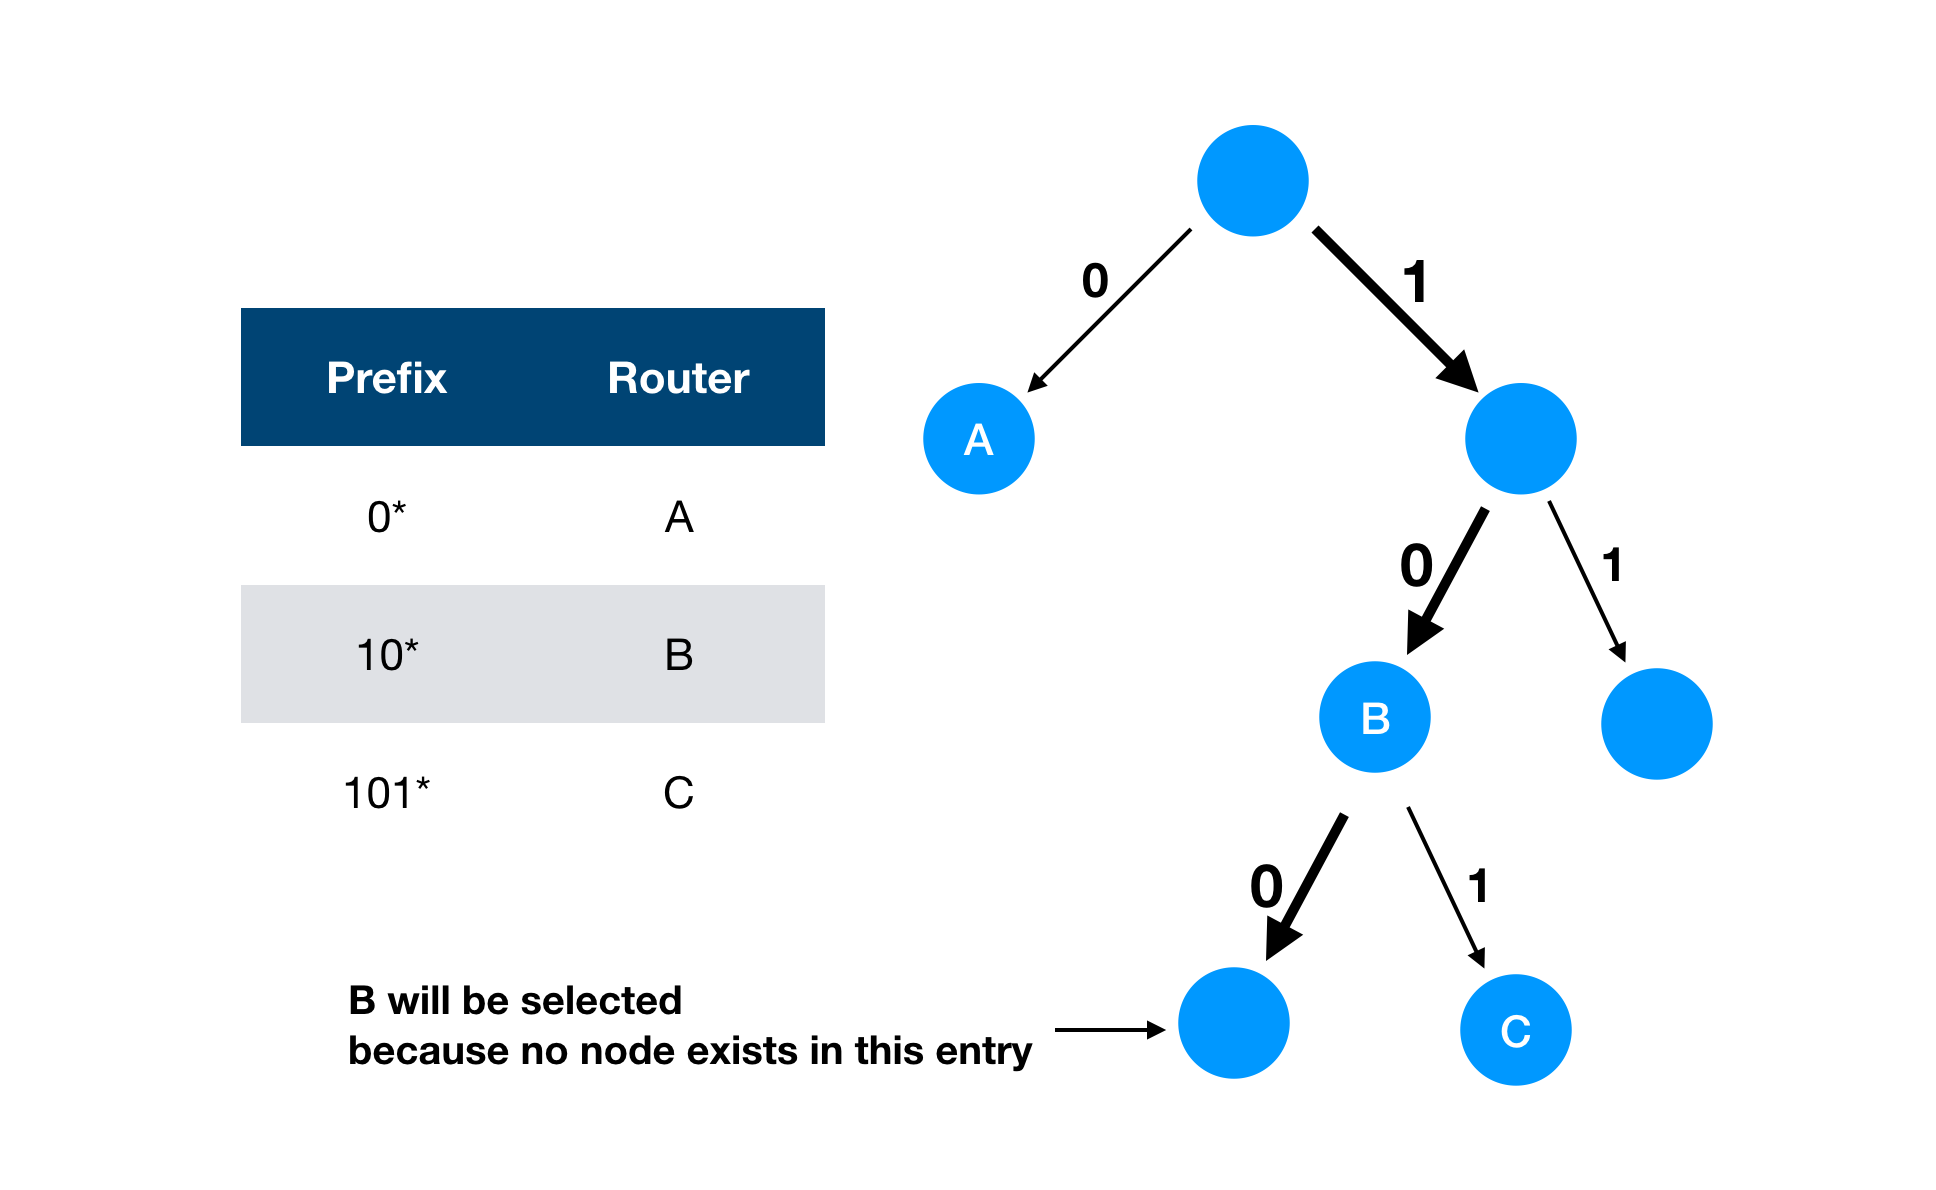 Prefix Router
0* A
10* B
101* C
B will be selected
because no node exists in this entry
0
1
A
0
1
B
0
1
C